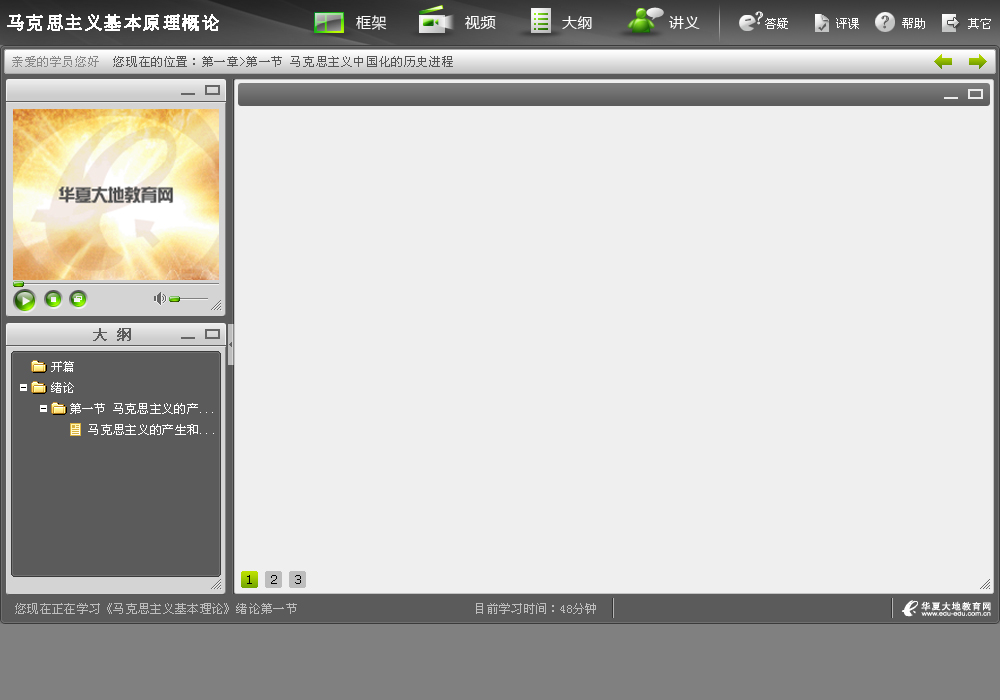 马克思主义基本原理概论
框架
视频
大纲
讲义
答疑
评课
帮助
其它
亲爱的学员您好 您现在的位置：第一章>第一节 马克思主义中国化的历史进程
华夏大地教育网
大 纲
开篇
绪论
第一节 马克思主义的产...
马克思主义的产生和...
1 2 3
您现在正在学习《马克思主义基本理论》绪论第一节
目前学习时间：48分钟
华夏大地教育网
www.edu-edu.com.cn